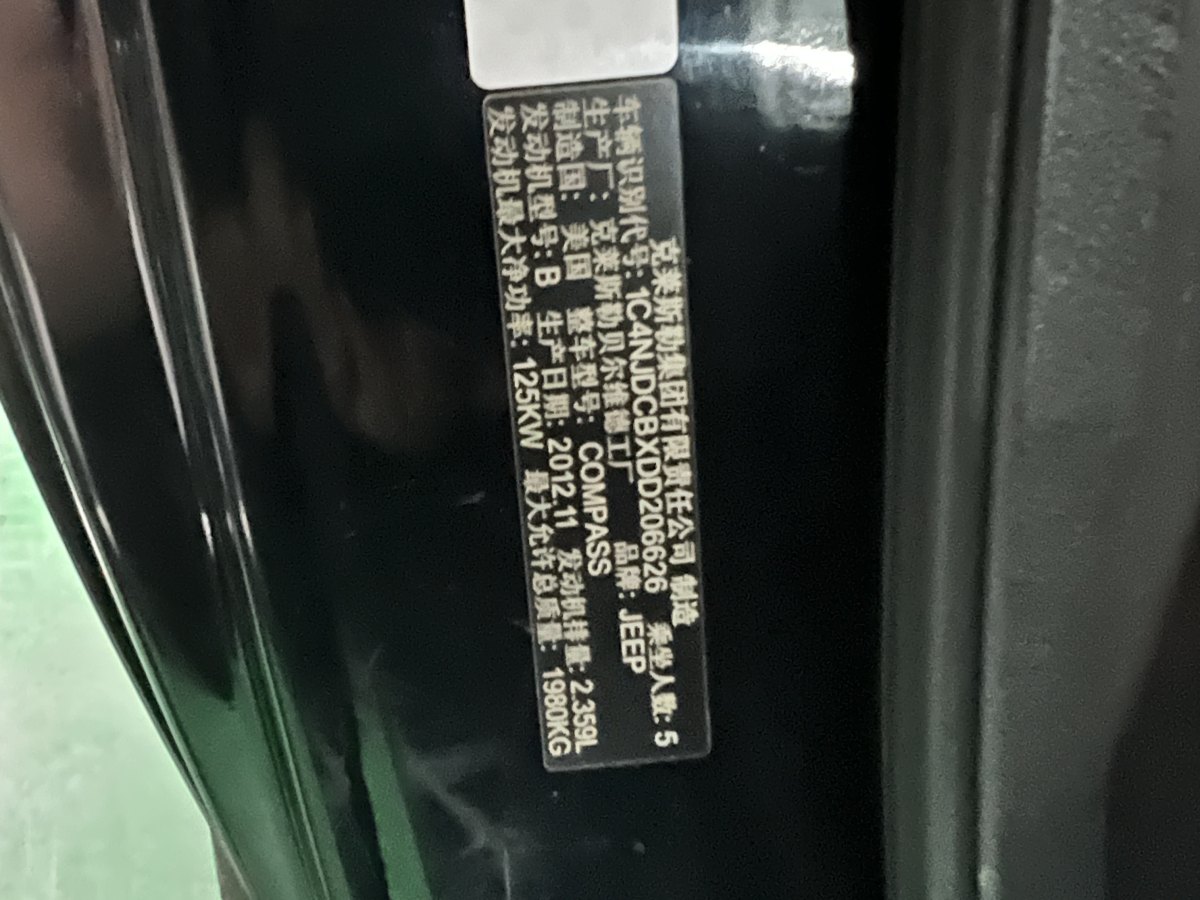 克莱斯勒集团有限责任公司 制造
车辆识别代号: 1C4NJDCBXDD206626 乘坐人数: 5
生产厂: 克莱斯勒贝尔维德工厂 品牌: JEEP
制造国: 美国 整车型号: COMPASS
发动机型号: B 生产日期: 2012.11 发动机排量: 2.359L
发动机最大净功率: 125KW 最大允许总质量: 1980KG